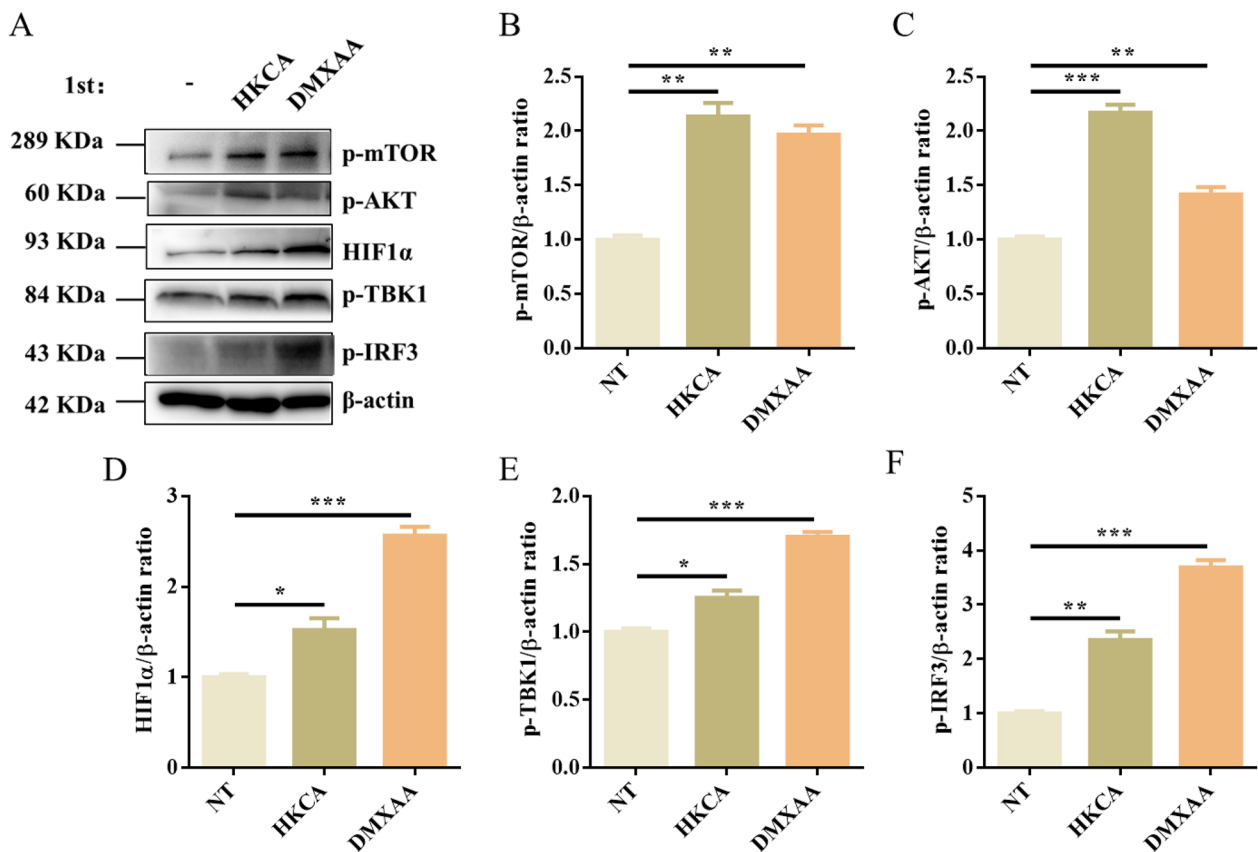 A
1st:
-
HKCA
DMXAA
289 KDa
p-mTOR
60 KDa
p-AKT
93 KDa
HIF1α
84 KDa
p-TBK1
43 KDa
p-IRF3
42 KDa
β-actin
B
p-mTOR/β-actin ratio
2.5
2.0
1.5
1.0
0.5
0.0
**
**
NT
HKCA
DMXAA
C
p-AKT/β-actin ratio
2.5
2.0
1.5
1.0
0.5
0.0
**
***
NT
HKCA
DMXAA
D
HIF1α/β-actin ratio
3
2
1
0
***
*
NT
HKCA
DMXAA
E
p-TBK1/β-actin ratio
2.0
1.5
1.0
0.5
0.0
***
*
NT
HKCA
DMXAA
F
p-IRF3/β-actin ratio
5
4
3
2
1
0
***
**
NT
HKCA
DMXAA